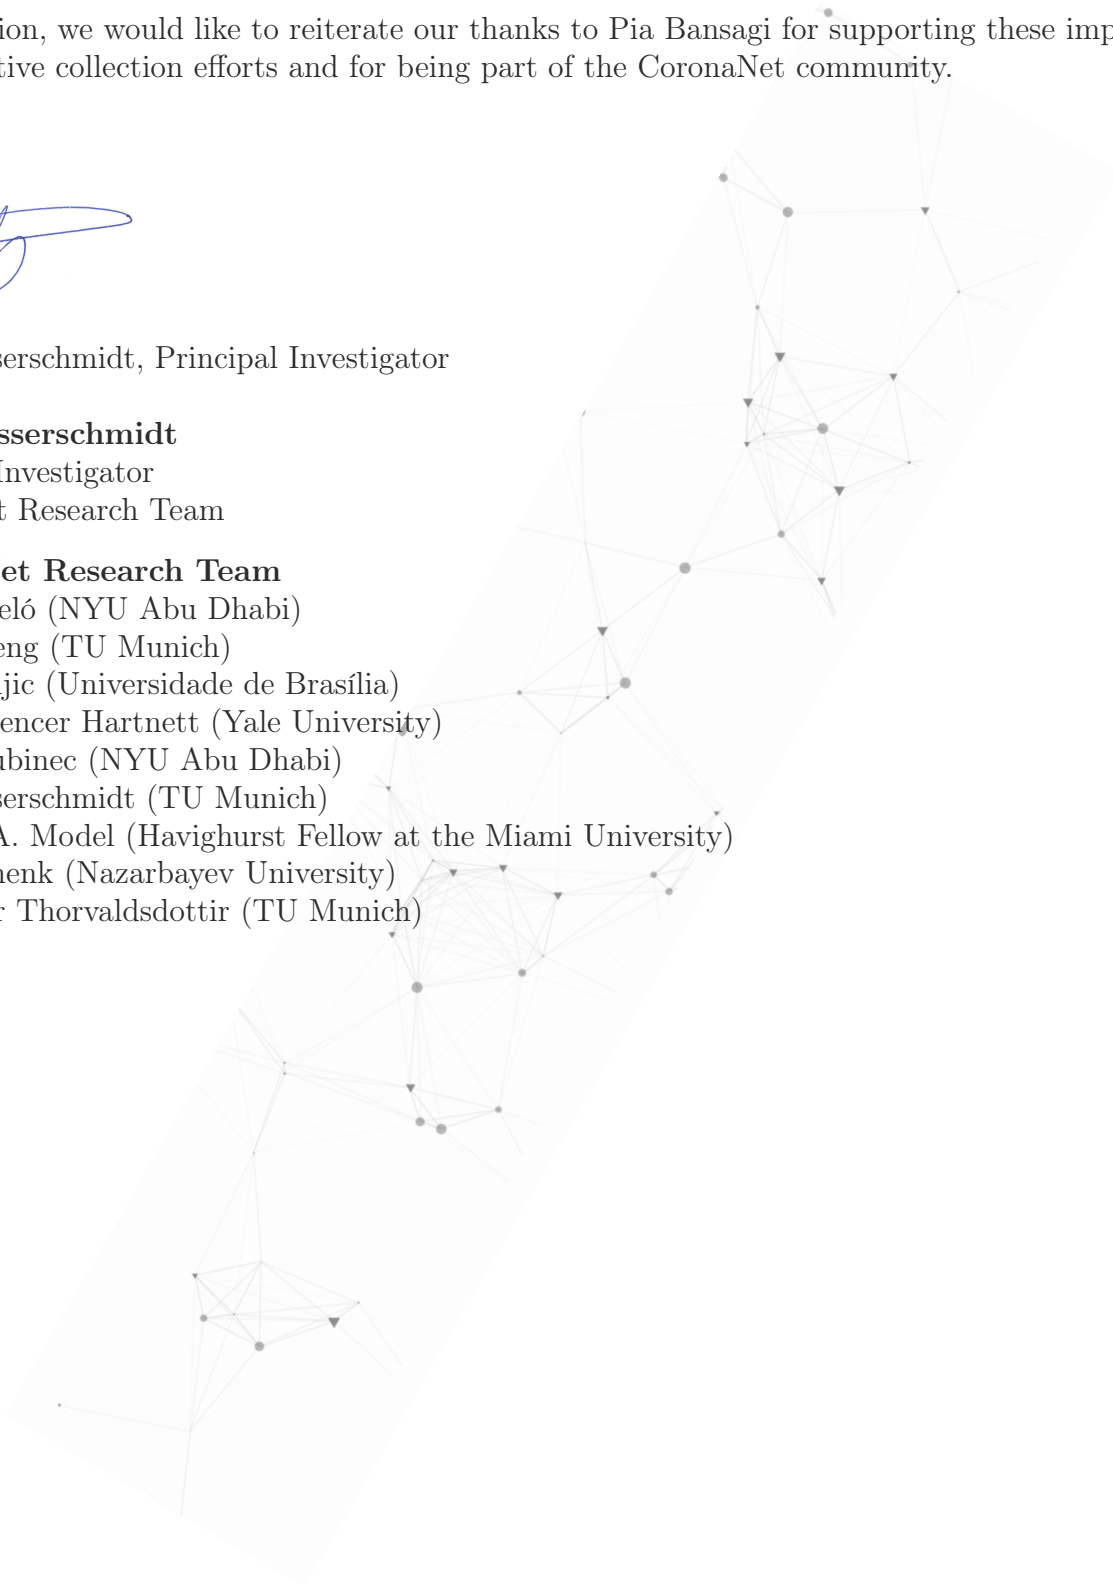 ion, we would like to reiterate our thanks to Pia Bansagi for supporting these imp
tive collection efforts and for being part of the CoronaNet community.
serschmidt, Principal Investigator
sserschmidt
Investigator
t Research Team
et Research Team
eló (NYU Abu Dhabi)
eng (TU Munich)
jic (Universidade de Brasília)
encer Hartnett (Yale University)
ubinec (NYU Abu Dhabi)
serschmidt (TU Munich)
A. Model (Havighurst Fellow at the Miami University)
henk (Nazarbayev University)
r Thorvaldsdottir (TU Munich)